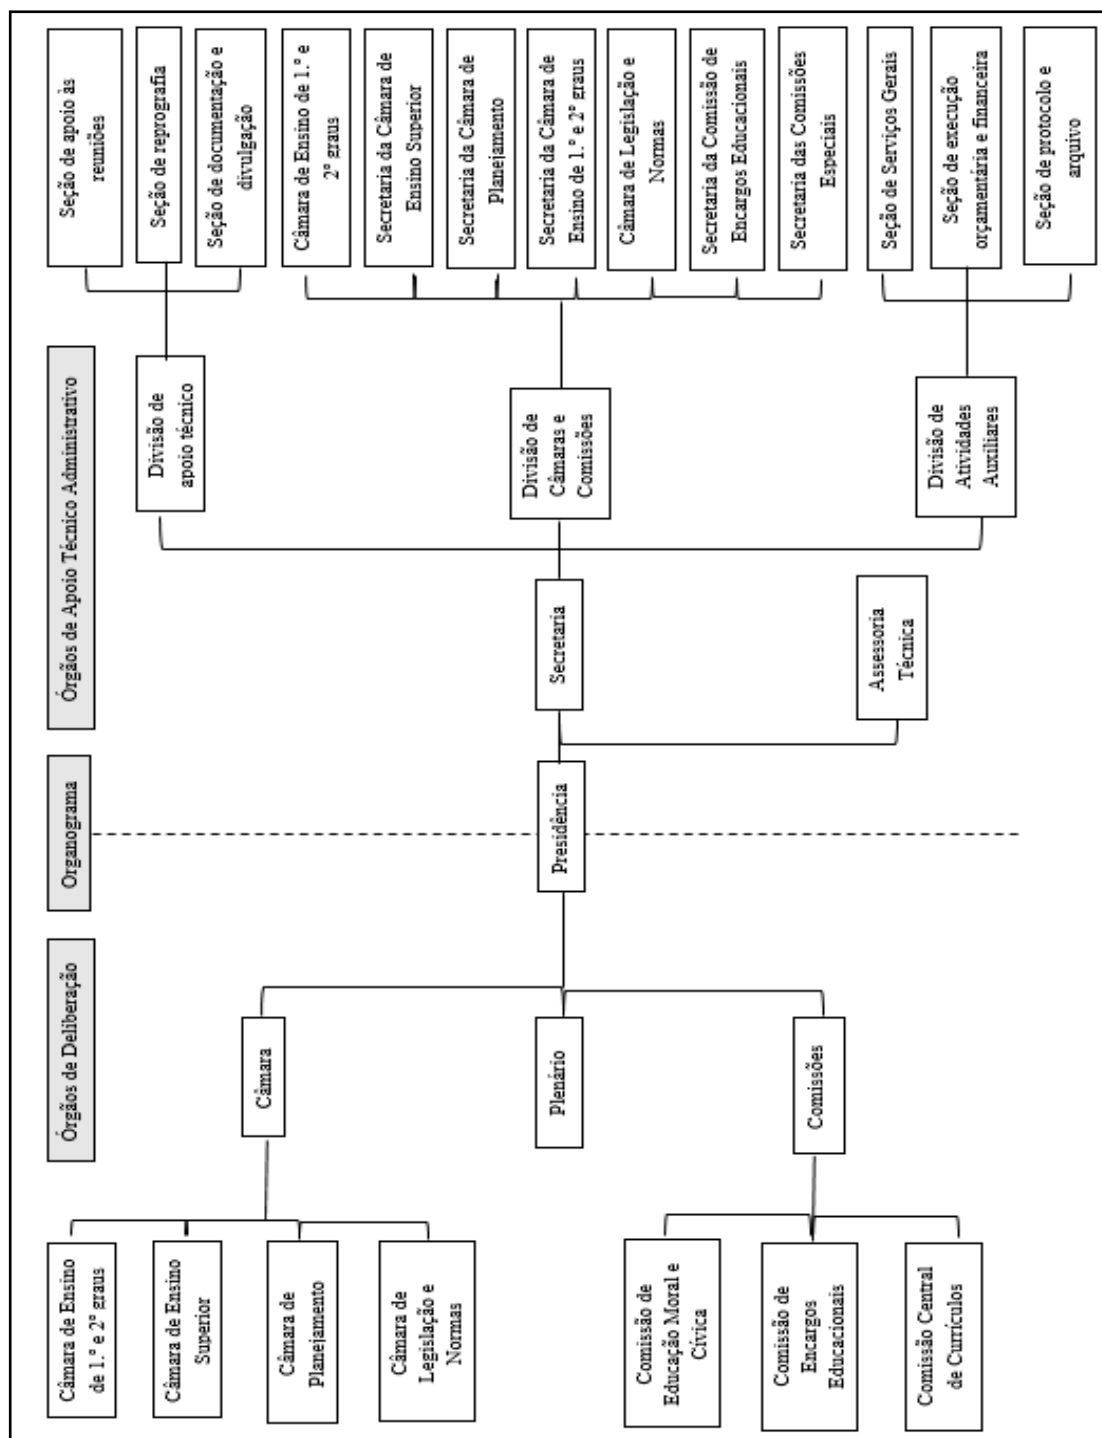 Órgãos de Deliberação
Organograma
Órgãos de Apoio Técnico Administrativo
Câmara de Ensino
de 1.º e 2º graus
Câmara de Ensino
Superior
Câmara de
Planejamento
Câmara de
Legislação e
Normas
Comissão de
Educação Moral e
Cívica
Comissão de
Encargos
Educacionais
Comissão Central
de Currículos
Câmara
Plenário
Comissões
Presidência
Secretaria
Assessoria
Técnica
Divisão de
apoio técnico
Divisão de
Câmaras e
Comissões
Divisão de
Atividades
Auxiliares
Seção de apoio às
reuniões
Seção de reprografia
Seção de documentação e
divulgação
Câmara de Ensino de 1.º e
2º graus
Secretaria da Câmara de
Ensino Superior
Secretaria da Câmara de
Planejamento
Secretaria da Câmara de
Ensino de 1.º e 2º graus
Câmara de Legislação e
Normas
Secretaria da Comissão de
Encargos Educacionais
Secretaria das Comissões
Especiais
Seção de Serviços Gerais
Seção de execução
orçamentária e financeira
Seção de protocolo e
arquivo